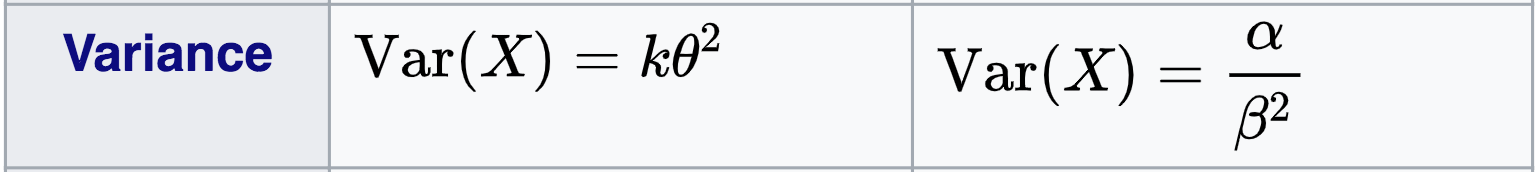 Variance
Var(X) = kθ²
Var(X) = α/β²